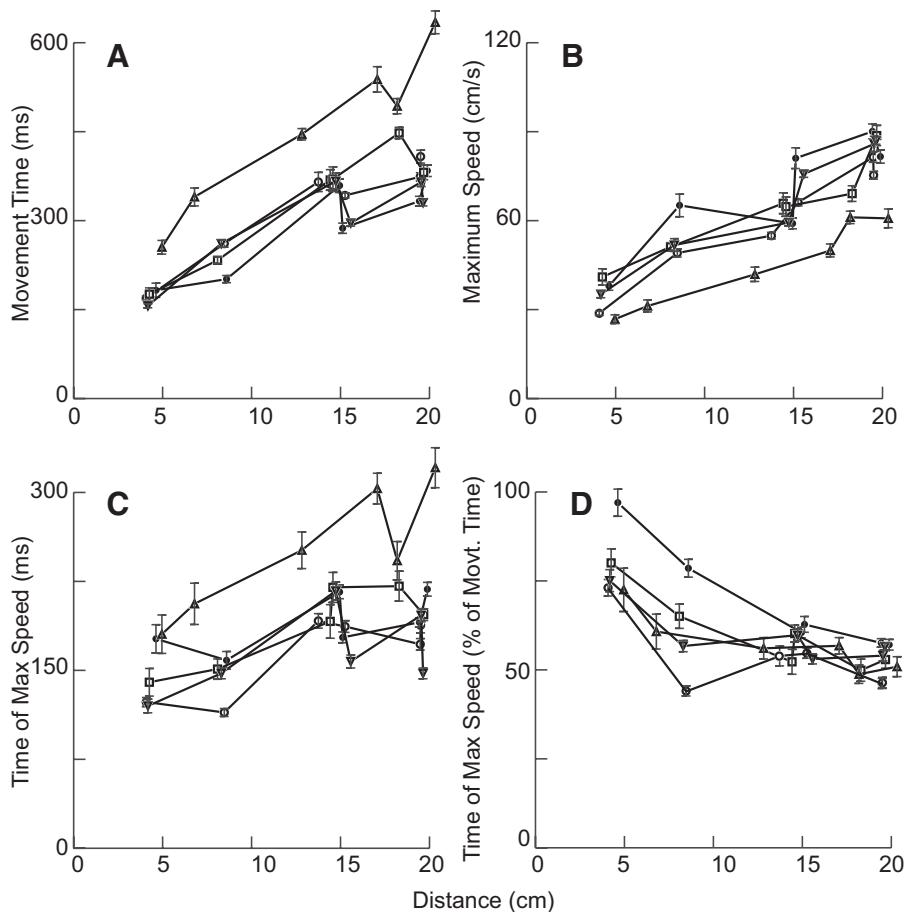 A
Movement Time (ms)
600
300
0
0 5 10 15 20
B
Maximum Speed (cm/s)
120
60
0
0 5 10 15 20
C
Time of Max Speed (ms)
300
150
0
0 5 10 15 20
D
Time of Max Speed (% of Movt. Time)
100
50
0
0 5 10 15 20
Distance (cm)